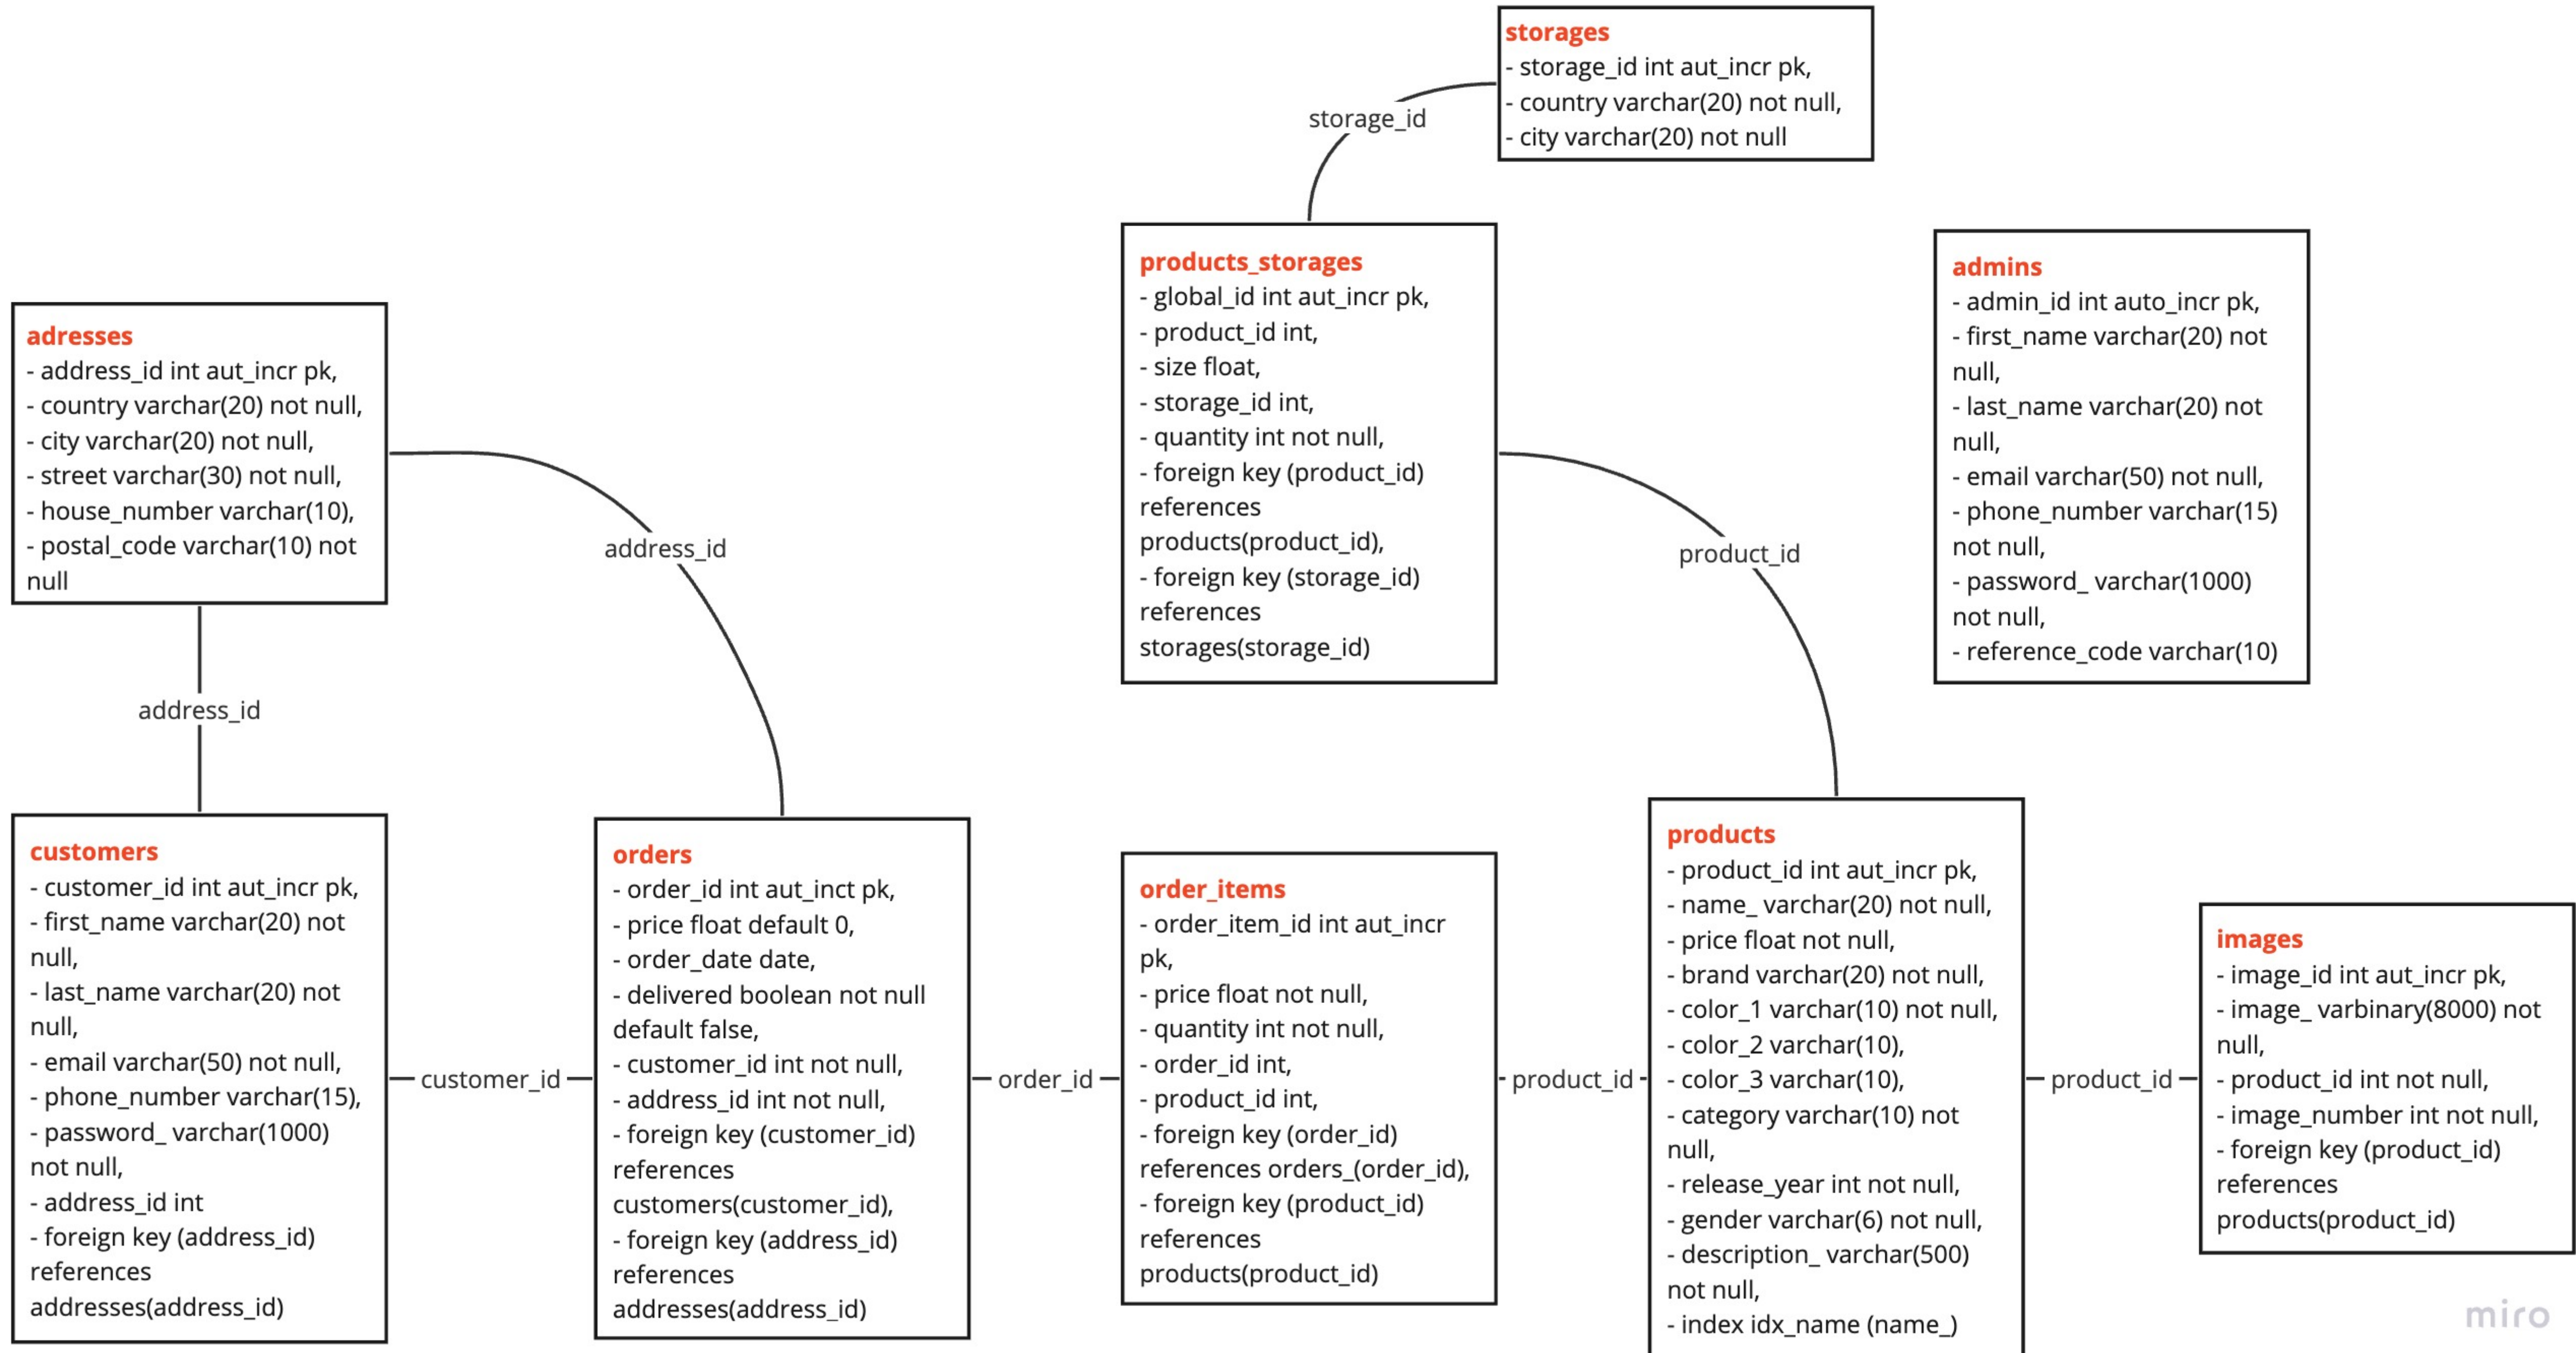 storages
- storage_id int aut_incr pk,
- country varchar(20) not null,
- city varchar(20) not null
storage_id
products_storages
- global_id int aut_incr pk,
- product_id int,
- size float,
- storage_id int,
- quantity int not null,
- foreign key (product_id)
references
products(product_id),
- foreign key (storage_id)
references
storages(storage_id)
admins
- admin_id int auto_incr pk,
- first_name varchar(20) not
null,
- last_name varchar(20) not
null,
- email varchar(50) not null,
- phone_number varchar(15)
not null,
- password_ varchar(1000)
not null,
- reference_code varchar(10)
adresses
- address_id int aut_incr pk,
- country varchar(20) not null,
- city varchar(20) not null,
- street varchar(30) not null,
- house_number varchar(10),
- postal_code varchar(10) not
null
address_id
product_id
address_id
customers
- customer_id int aut_incr pk,
- first_name varchar(20) not
null,
- last_name varchar(20) not
null,
- email varchar(50) not null,
- phone_number varchar(15),
- password_ varchar(1000)
not null,
- address_id int
- foreign key (address_id)
references
addresses(address_id)
customer_id
orders
- order_id int aut_inct pk,
- price float default 0,
- order_date date,
- delivered boolean not null
default false,
- customer_id int not null,
- address_id int not null,
- foreign key (customer_id)
references
customers(customer_id),
- foreign key (address_id)
references
addresses(address_id)
order_id
order_items
- order_item_id int aut_incr
pk,
- price float not null,
- quantity int not null,
- order_id int,
- product_id int,
- foreign key (order_id)
references orders_(order_id),
- foreign key (product_id)
references
products(product_id)
product_id
products
- product_id int aut_incr pk,
- name_ varchar(20) not null,
- price float not null,
- brand varchar(20) not null,
- color_1 varchar(10) not null,
- color_2 varchar(10),
- color_3 varchar(10),
- category varchar(10) not
null,
- release_year int not null,
- gender varchar(6) not null,
- description_ varchar(500)
not null,
- index idx_name (name_)
product_id
images
- image_id int aut_incr pk,
- image_ varbinary(8000) not
null,
- product_id int not null,
- image_number int not null,
- foreign key (product_id)
references
products(product_id)
miro